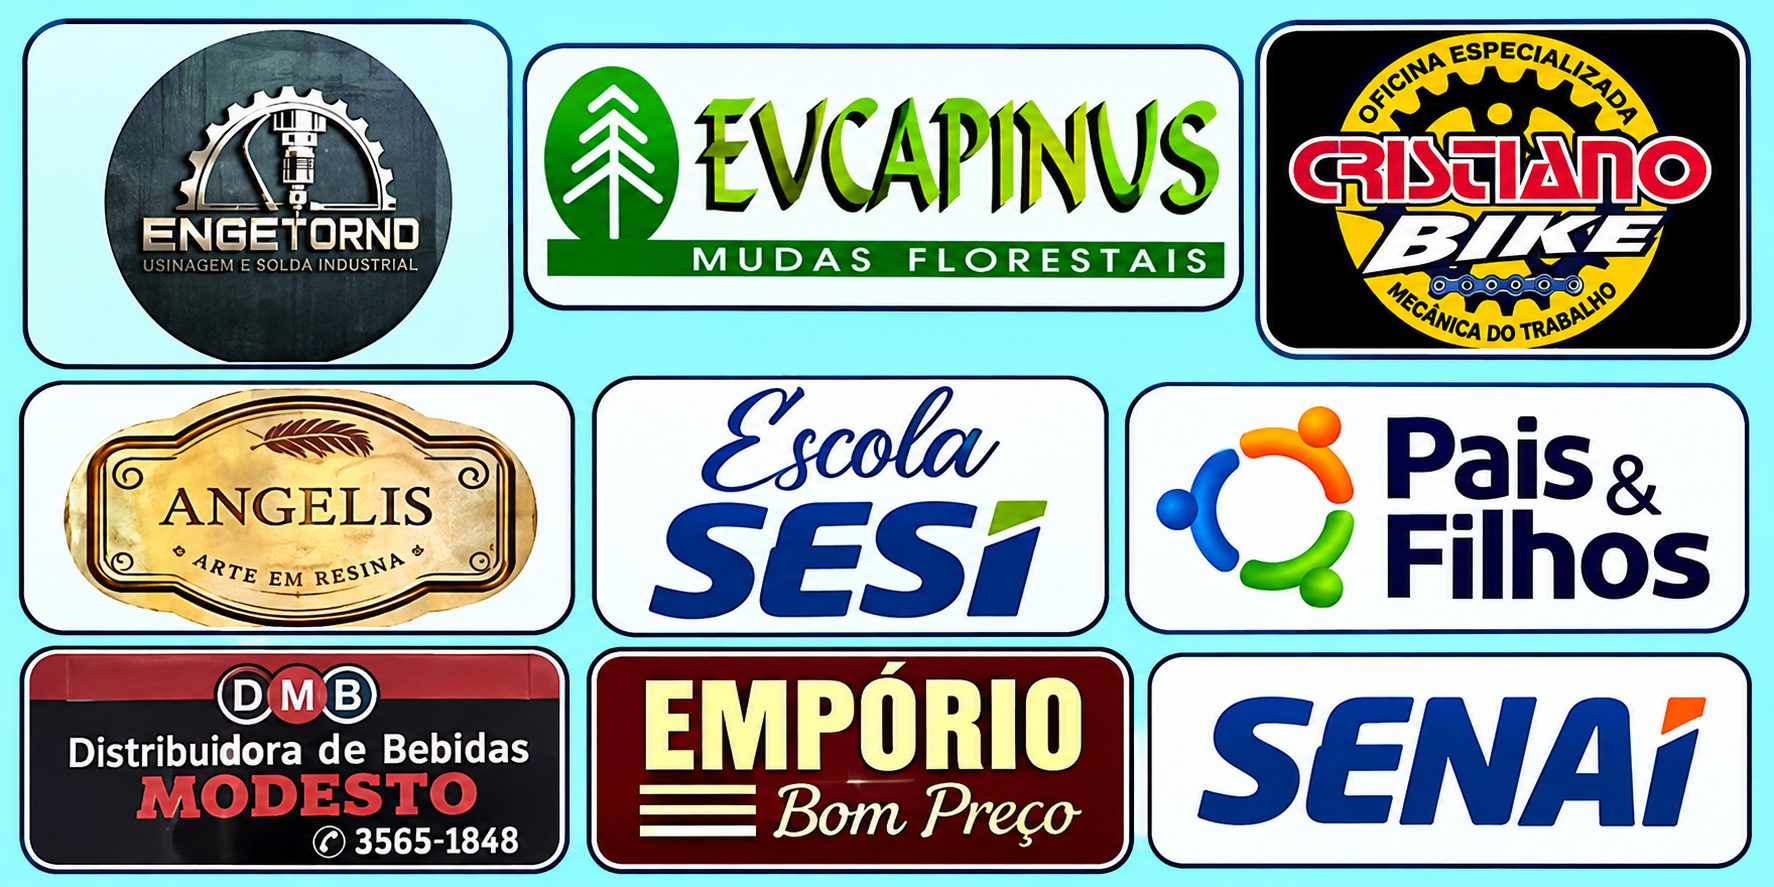 ENGETORNO
USINAGEM E SOLDA INDUSTRIAL
EUCAPINUS
MUDAS FLORESTAIS
OFICINA ESPECIALIZADA
CRISTIANO
BIKE
MECÂNICA DO TRABALHO
ANGELIS
ARTE EM RESINA
Escola
SESI
Pais &
Filhos
DMB
Distribuidora de Bebidas
MODESTO
3565-1848
EMPÓRIO
Bom Preço
SENAI